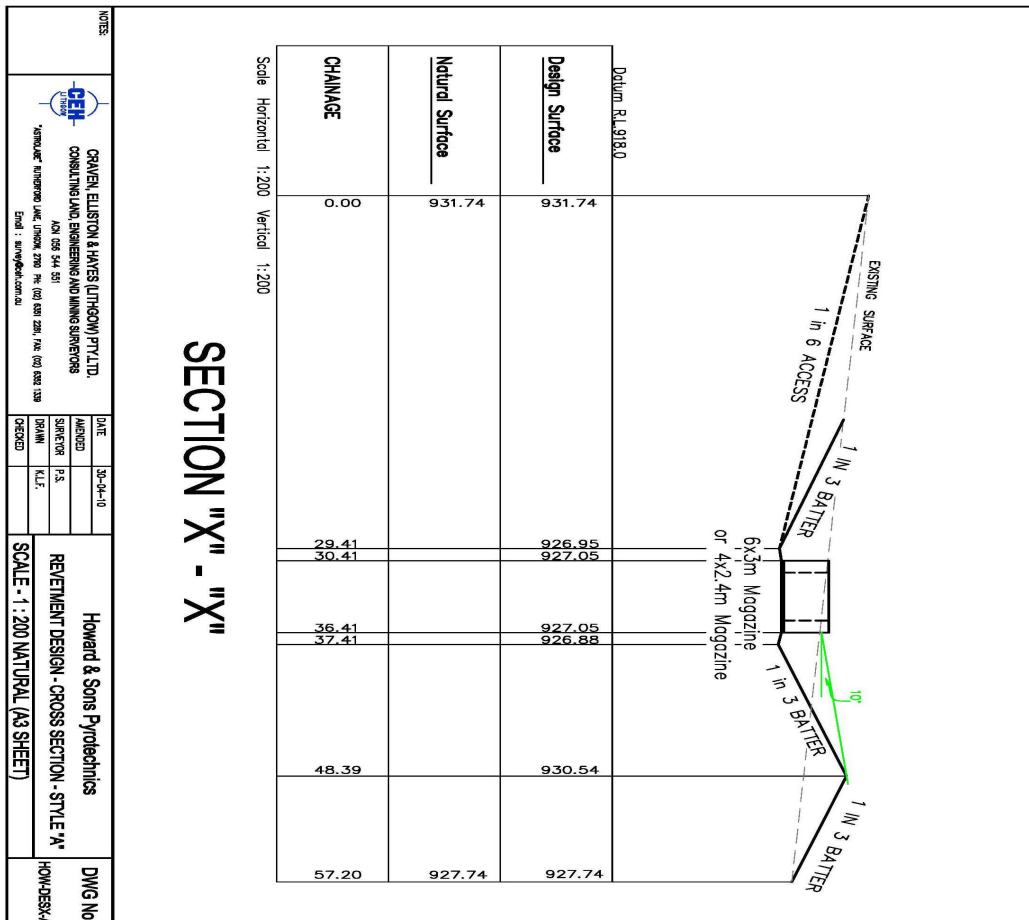 Datum R.L.918.0
Design Surface
931.74
926.95
927.05
927.05
926.88
930.54
927.74
Natural Surface
931.74
927.74
CHAINAGE
0.00
29.41
30.41
36.41
37.41
48.39
57.20
Scale Horizontal 1:200 Vertical 1:200
EXISTING SURFACE
1 in 6 ACCESS
1 IN 3 BATTER
6x3m Magazine
or 4x2.4m Magazine
10°
1 in 3 BATTER
1 IN 3 BATTER
SECTION "X" - "X"
NOTES:
CEH
LITHGOW
CRAVEN, ELLISTON & HAYES (LITHGOW) PTY.LTD.
CONSULTING LAND, ENGINEERING AND MINING SURVEYORS
ACN 056 544 551
"ASTROLABE" RUTHERFORD LANE, LITHGOW, 2790 PH: (02) 6351 2281, FAX: (02) 6352 1339
Email : survey@ceh.com.au
DATE 30-04-10
AMENDED
SURVEYOR P.S.
DRAWN K.L.F.
CHECKED
Howard & Sons Pyrotechnics
REVETMENT DESIGN - CROSS SECTION - STYLE "A"
SCALE - 1 : 200 NATURAL (A3 SHEET)
DWG No